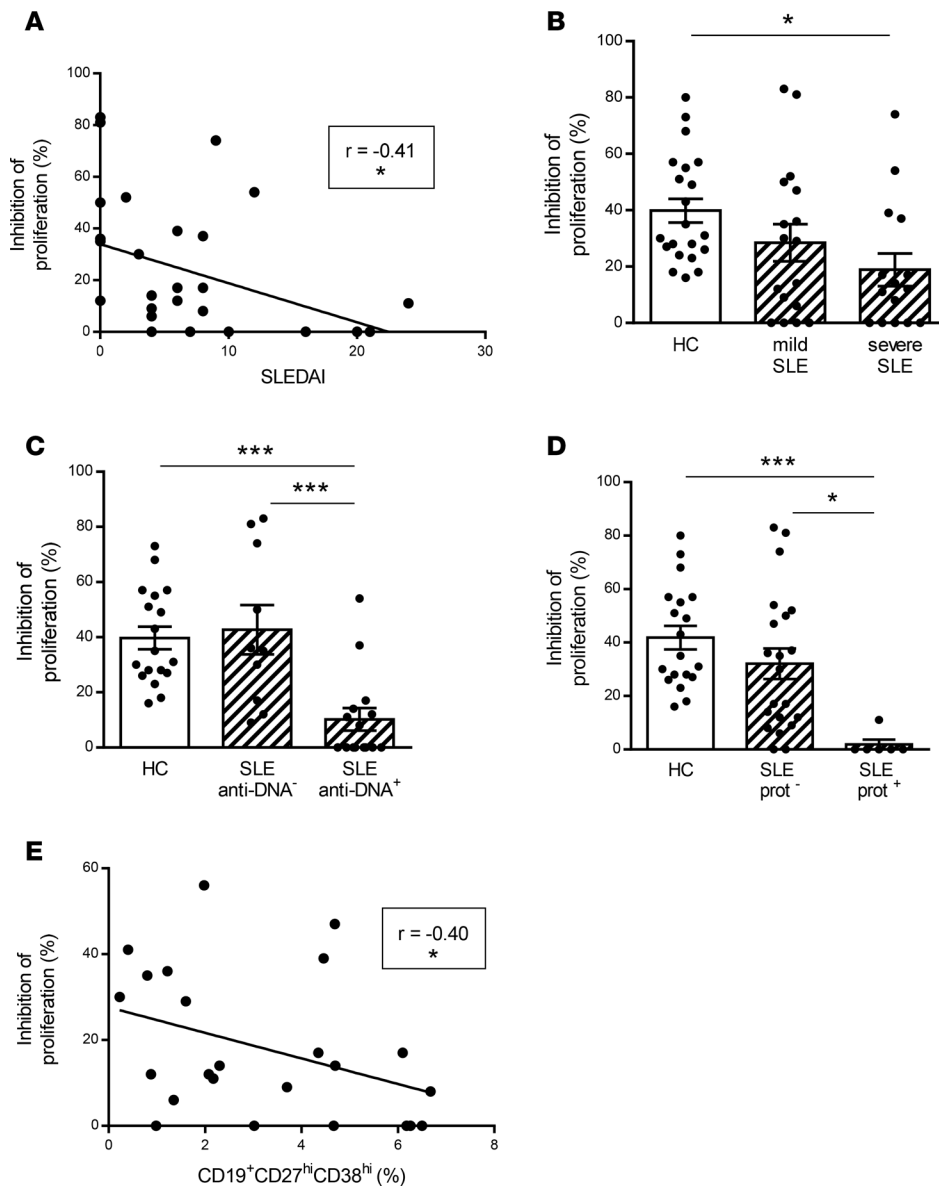 A
Inhibition of
proliferation (%)
100
80
60
40
20
0
r = -0.41
*
0
10
20
30
SLEDAI
B
*
Inhibition of
proliferation (%)
100
80
60
40
20
0
HC
mild
SLE
severe
SLE
C
***
***
Inhibition of
proliferation (%)
100
80
60
40
20
0
HC
SLE
anti-DNA⁻
SLE
anti-DNA⁺
D
***
*
Inhibition of
proliferation (%)
100
80
60
40
20
0
HC
SLE
prot ⁻
SLE
prot ⁺
E
Inhibition of
proliferation (%)
60
40
20
0
r = -0.40
*
0
2
4
6
8
CD19⁺CD27ʰⁱCD38ʰⁱ (%)